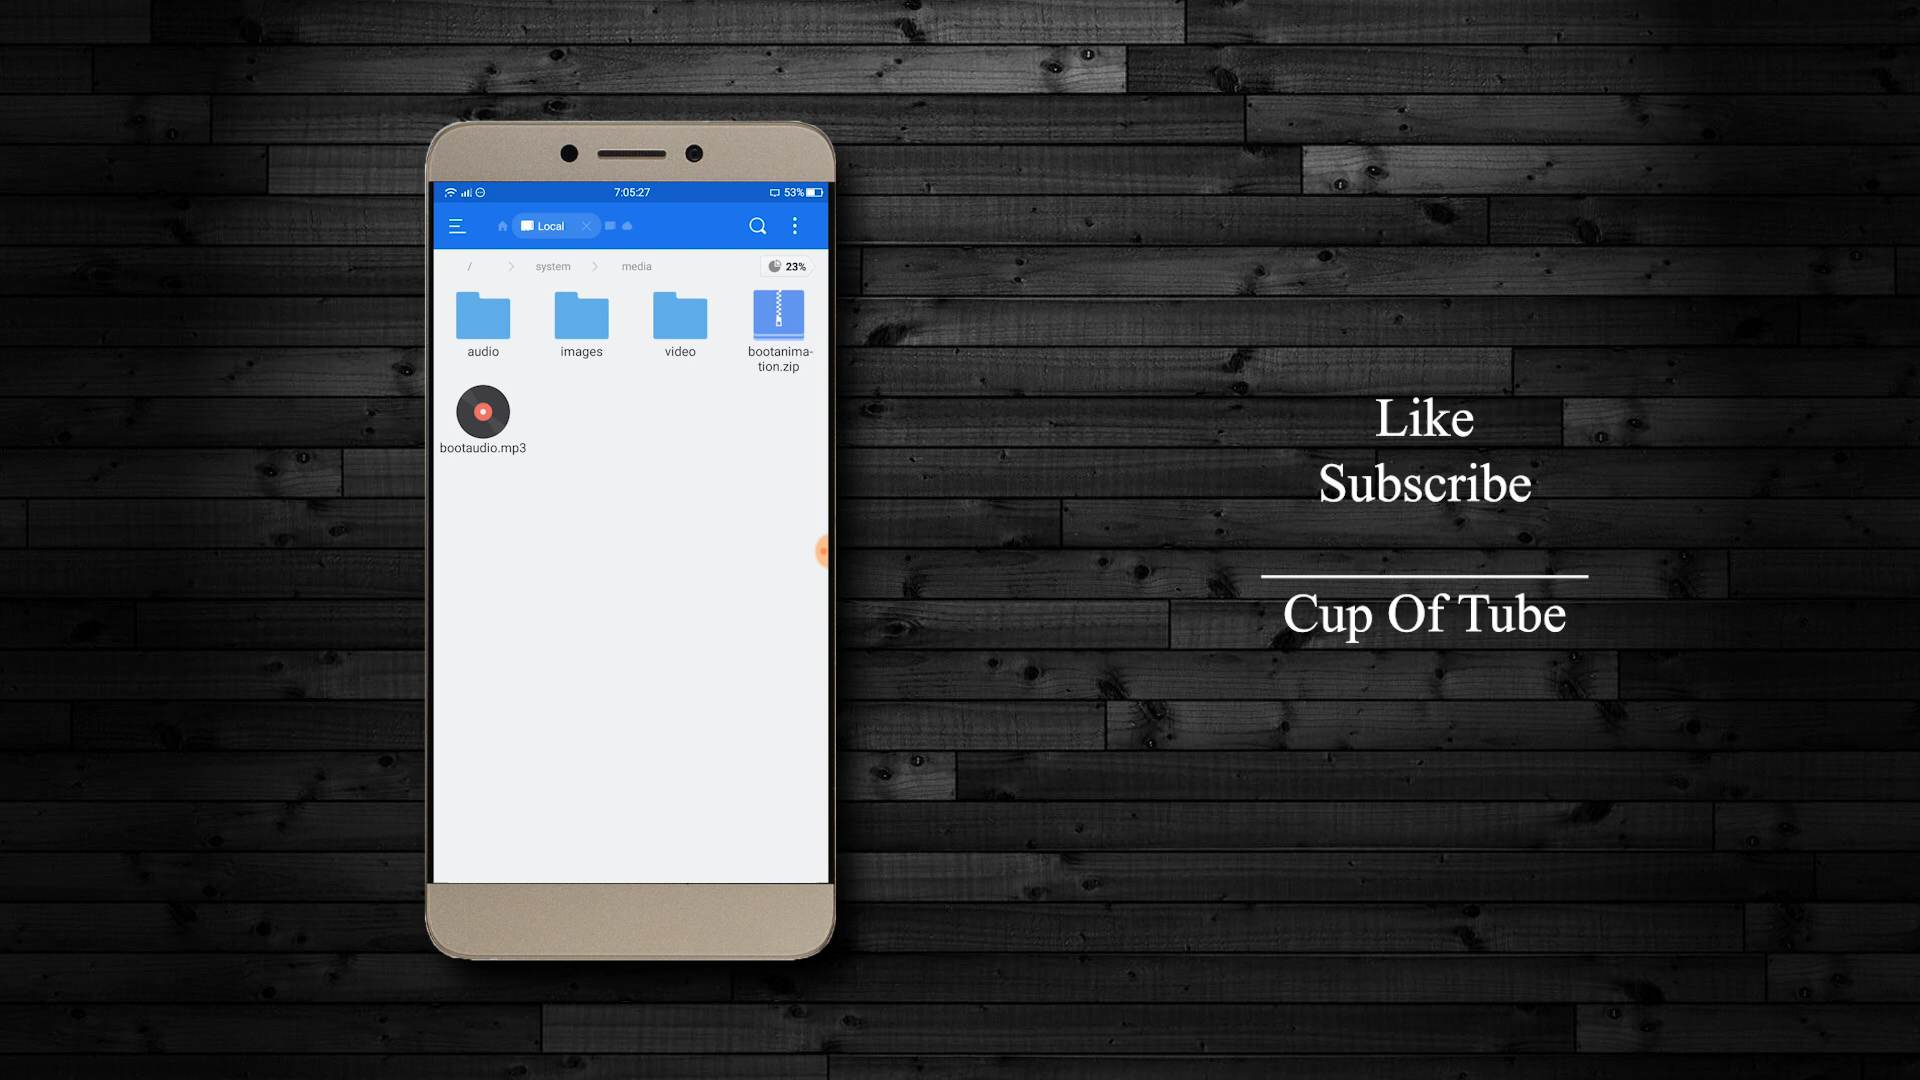 7:05:27
53%
Local
/ system media
23%
audio
images
video
bootanima-
tion.zip
bootaudio.mp3
Like
Subscribe
Cup Of Tube